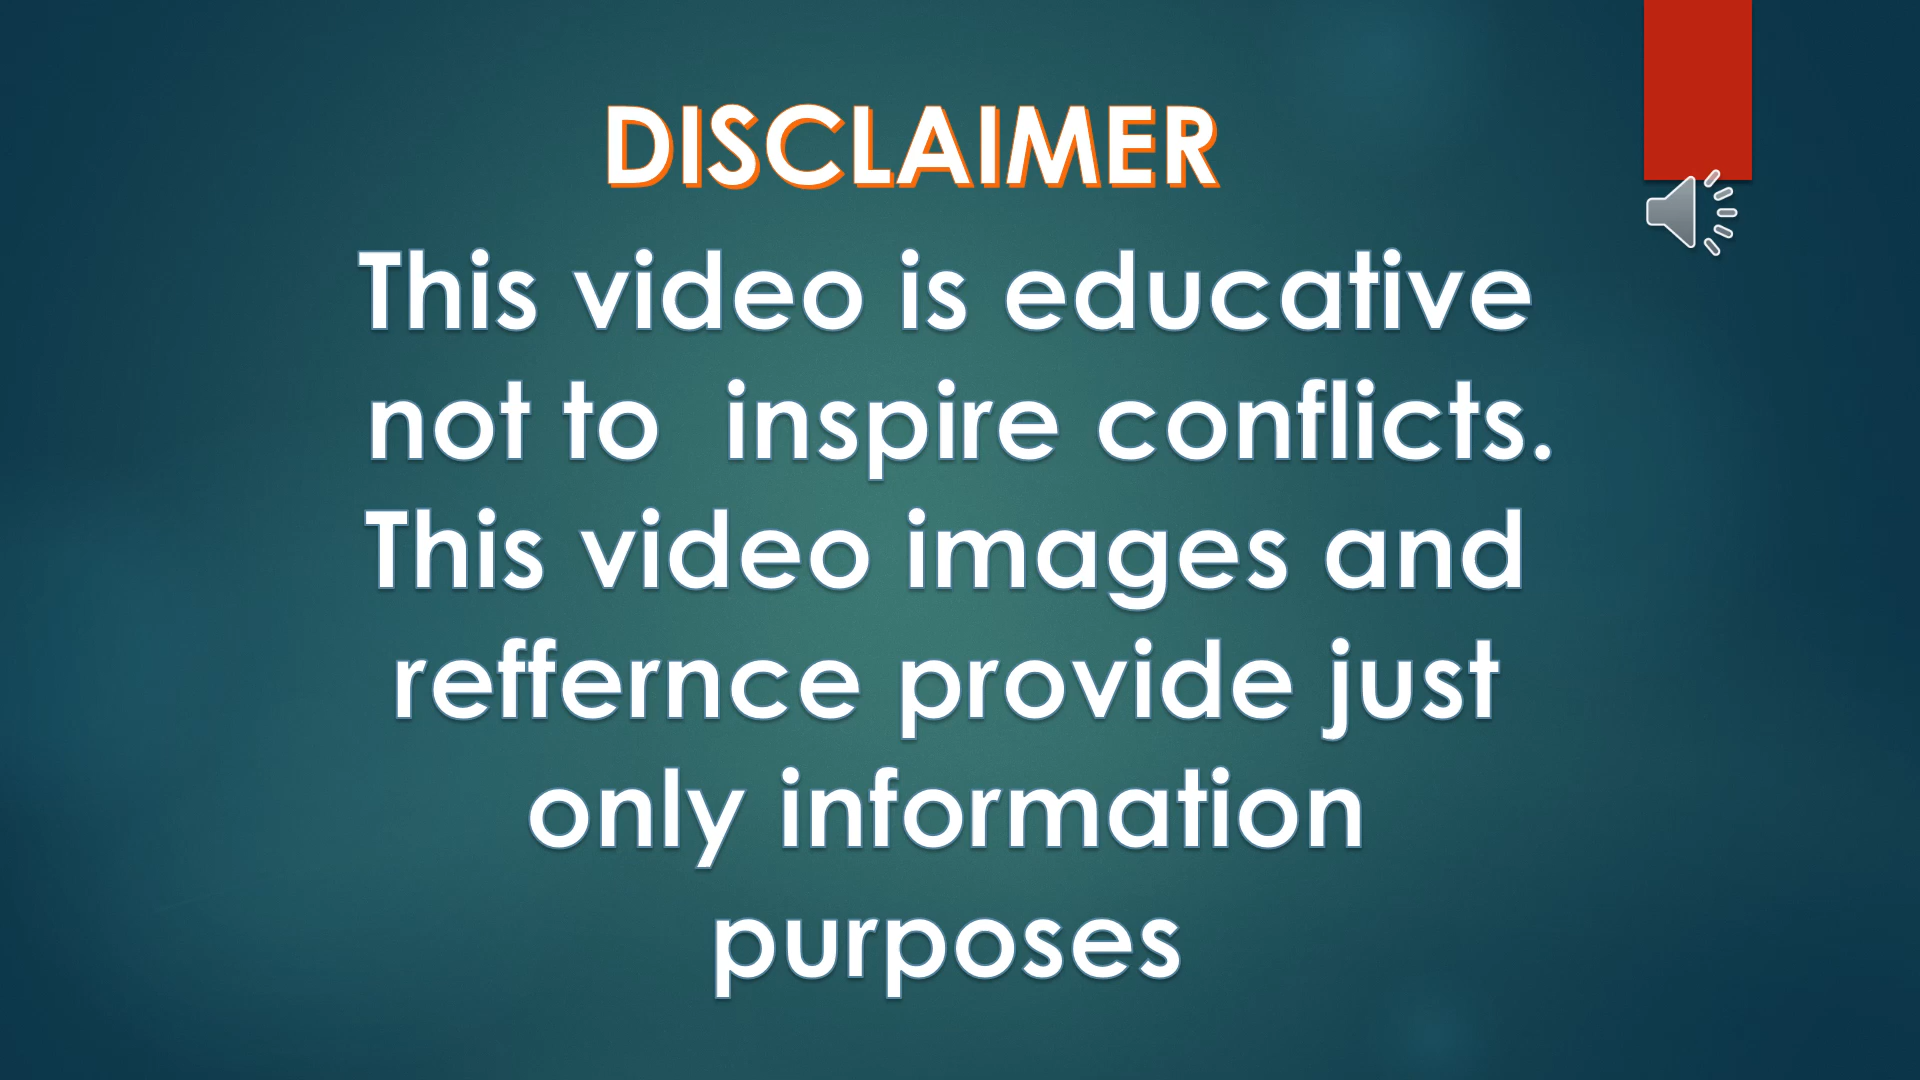 DISCLAIMER
This video is educative
not to  inspire conflicts.
This video images and
reffernce provide just
only information
purposes